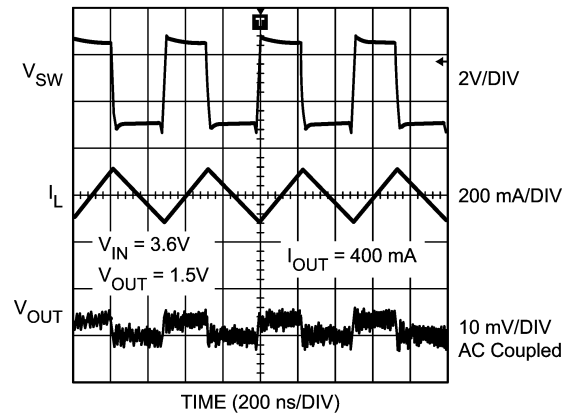 T
V_SW
2V/DIV
I_L
200 mA/DIV
V_IN = 3.6V
V_OUT = 1.5V
I_OUT = 400 mA
V_OUT
10 mV/DIV
AC Coupled
TIME (200 ns/DIV)